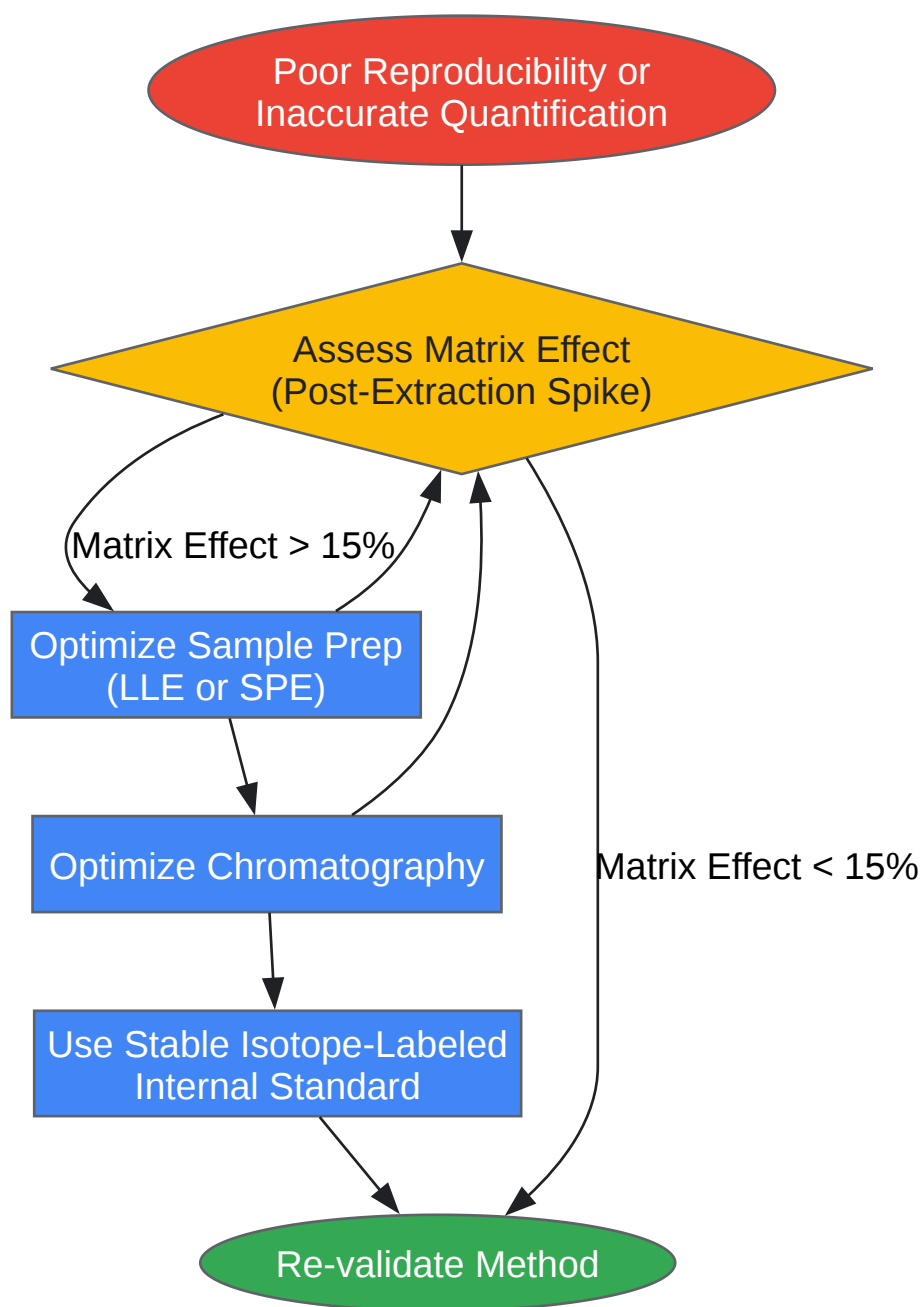 Poor Reproducibility or
Inaccurate Quantification
Assess Matrix Effect
(Post-Extraction Spike)
Matrix Effect > 15%
Optimize Sample Prep
(LLE or SPE)
Optimize Chromatography
Matrix Effect < 15%
Use Stable Isotope-Labeled
Internal Standard
Re-validate Method